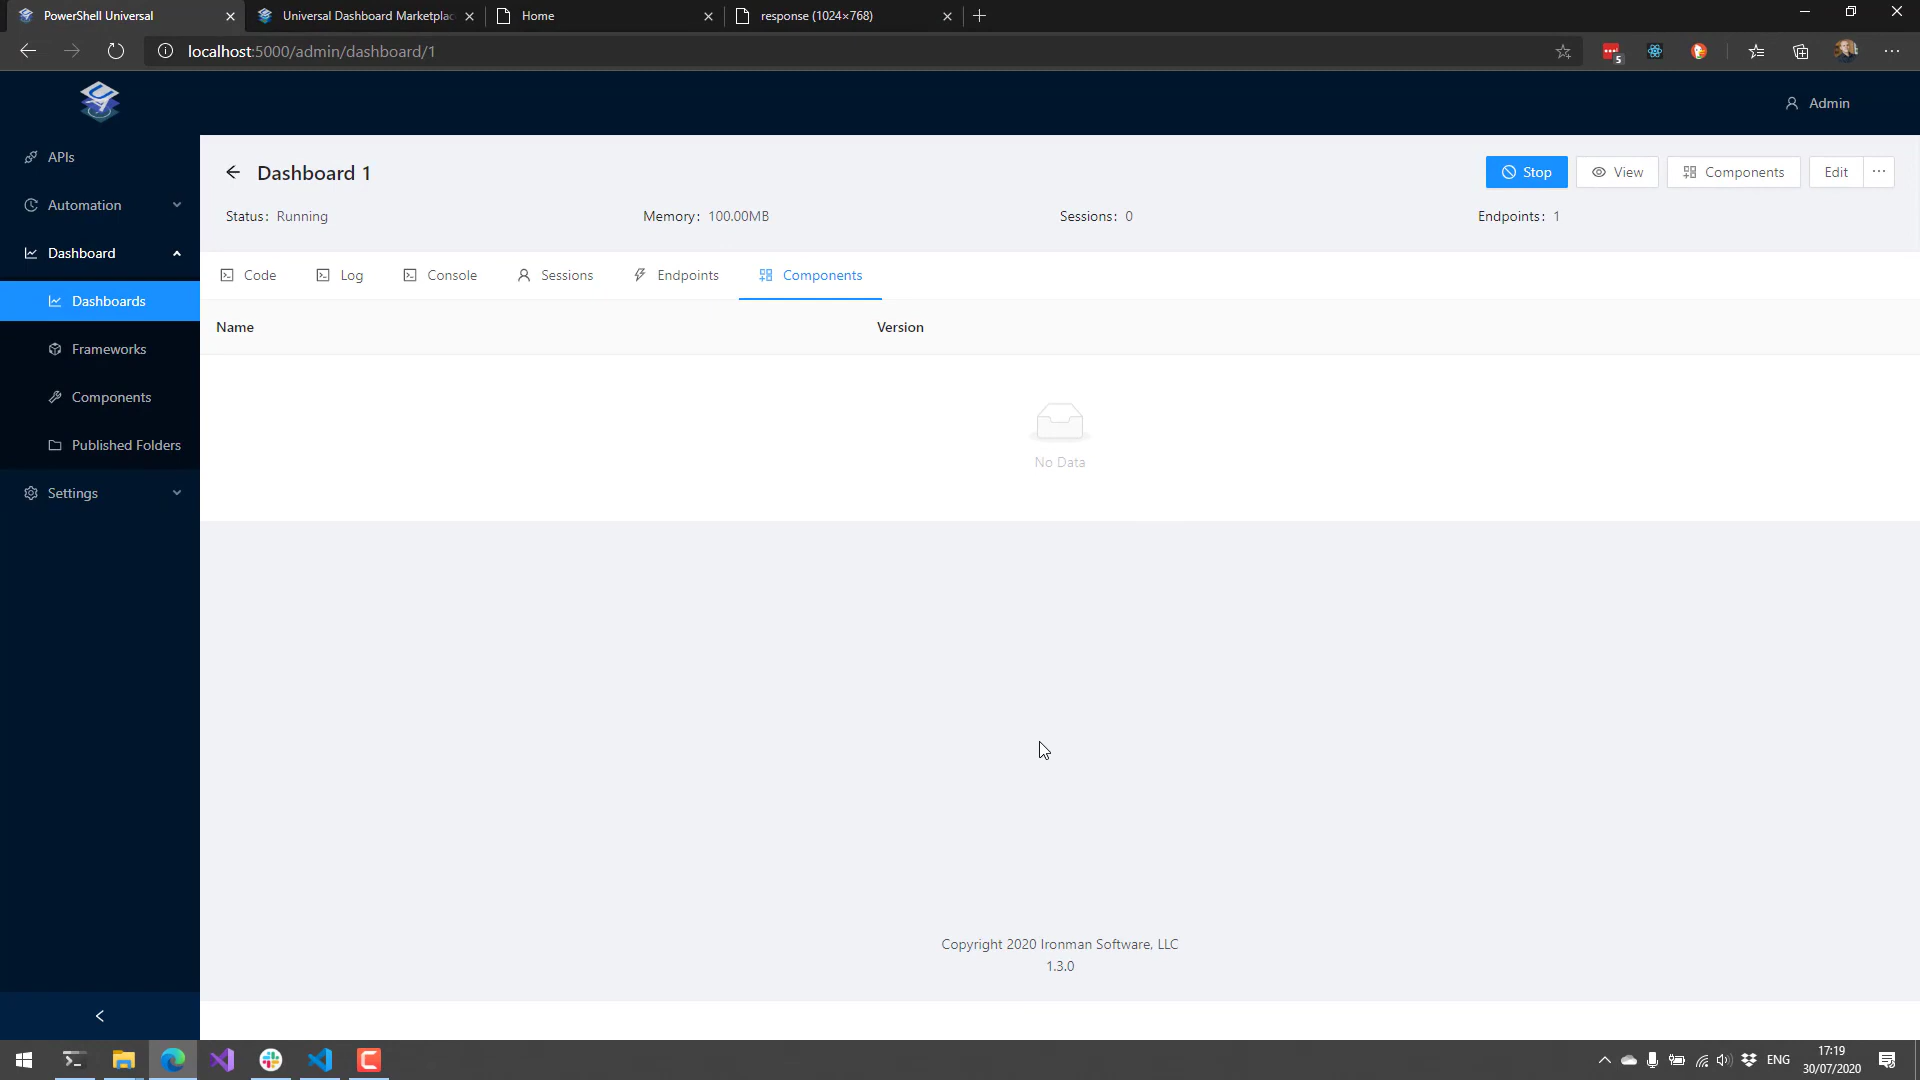 PowerShell Universal
Universal Dashboard Marketplac
Home
response (1024×768)
localhost:5000/admin/dashboard/1
5
Admin
APIs
Automation
Dashboard
Dashboards
Frameworks
Components
Published Folders
Settings
Dashboard 1
Stop
View
Components
Edit
Status: Running
Memory: 100.00MB
Sessions: 0
Endpoints: 1
Code
Log
Console
Sessions
Endpoints
Components
Name
Version
No Data
Copyright 2020 Ironman Software, LLC
1.3.0
ENG
17:19
30/07/2020